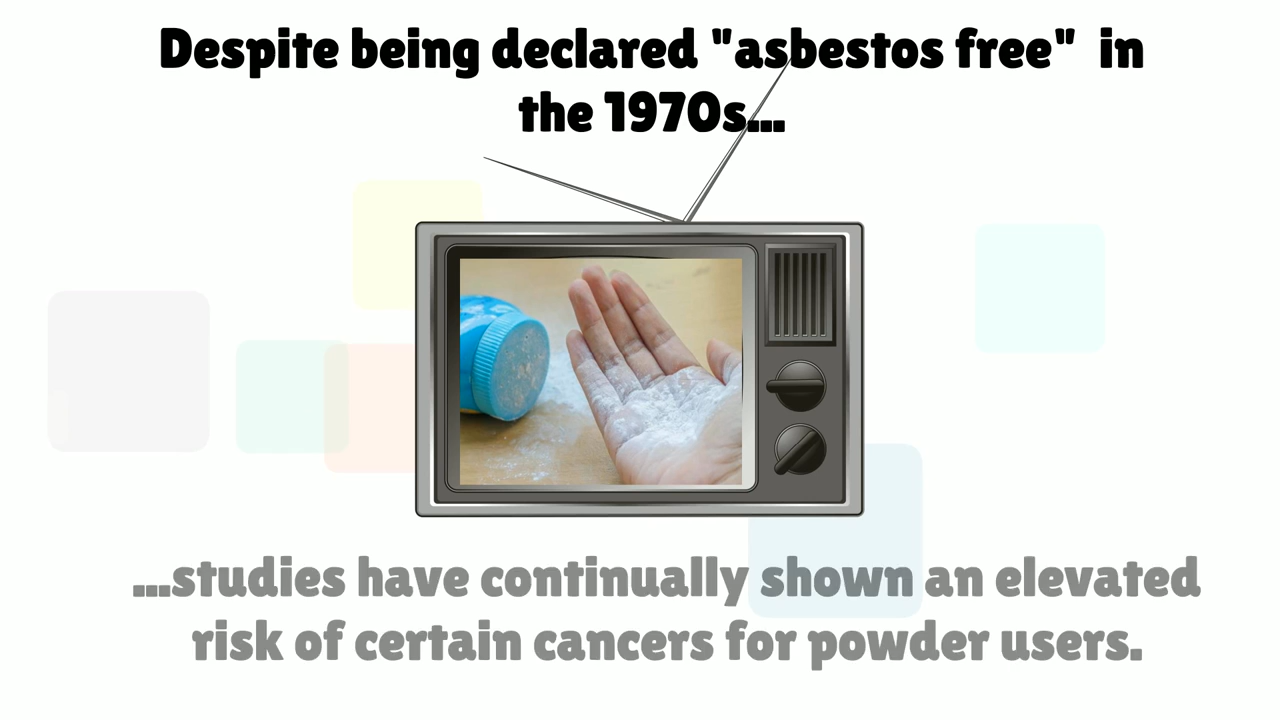 Despite being declared "asbestos free" in
the 1970s...
...studies have continually shown an elevated
risk of certain cancers for powder users.